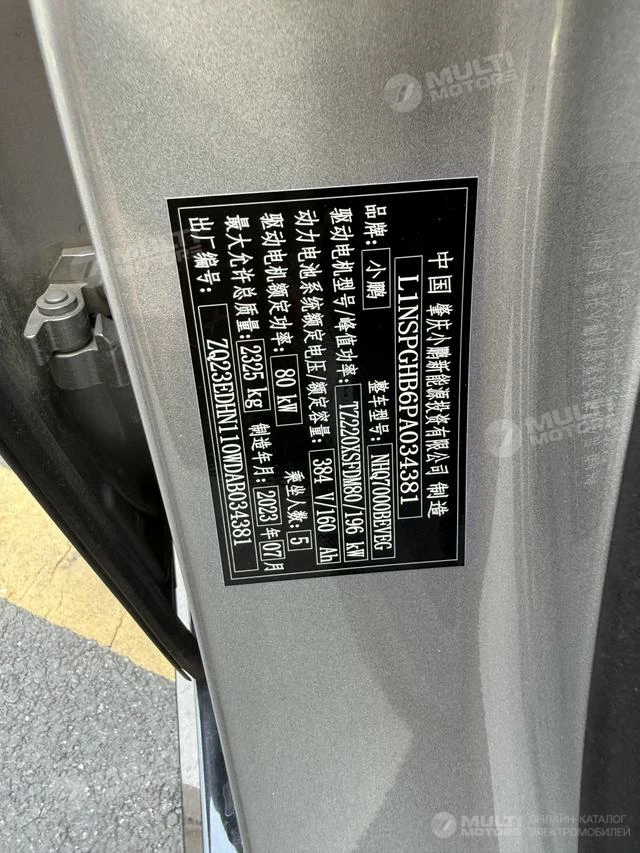 中国 肇庆小鹏新能源投资有限公司 制造
L1NSPGHB6PA034381
品牌: 小鹏 整车型号: NHQ7000BEVEG
驱动电机型号/峰值功率: TZ220XSFDM80/196 kW
动力电池系统额定电压/额定容量: 384 V/160 Ah
驱动电机额定功率: 80 kW 乘坐人数: 5
最大允许总质量: 2325 kg 制造年月: 2023 年 07 月
出厂编号: ZQ23EDHN110WDAB034381
MULTI
MOTORS
MULTI
MOTORS
MULTI
MOTORS
ОНЛАЙН-КАТАЛОГ
ЭЛЕКТРОМОБИЛЕЙ